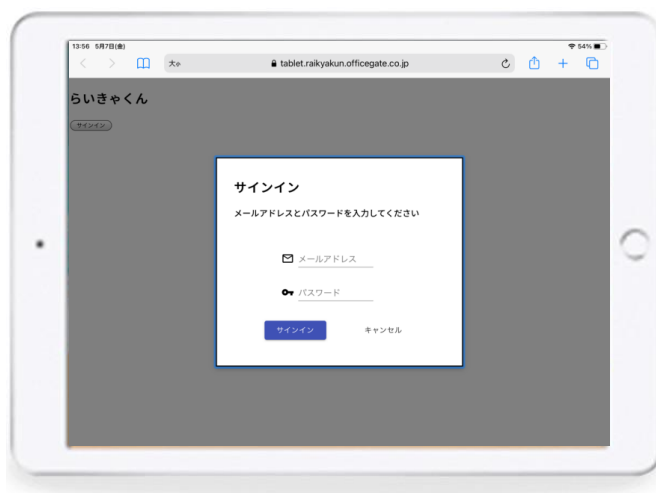 13:56 5月7日(金)
54%
大小
tablet.raikyakun.officegate.co.jp
らいきゃくん
サインイン
サインイン
メールアドレスとパスワードを入力してください
メールアドレス
パスワード
サインイン
キャンセル